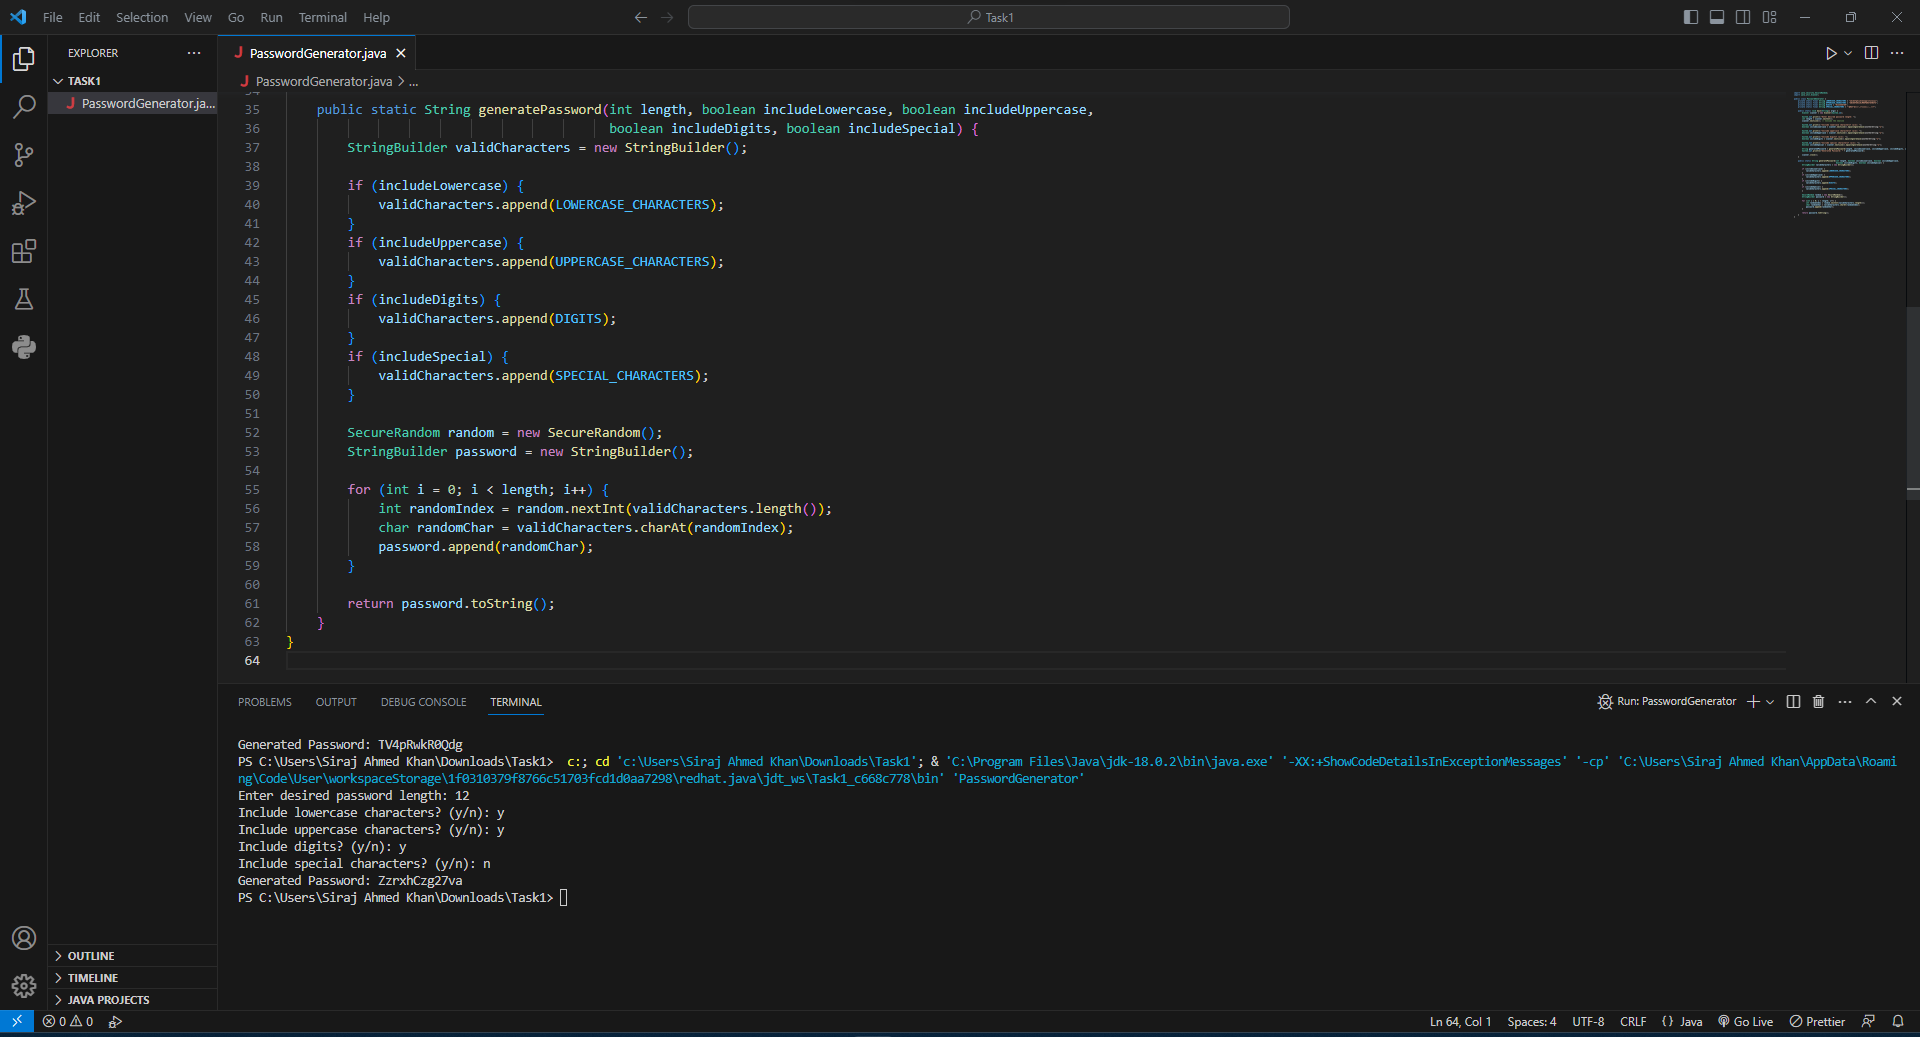 File Edit Selection View Go Run Terminal Help
Task1
EXPLORER
TASK1
PasswordGenerator.ja...
PasswordGenerator.java
PasswordGenerator.java > ...
35 public static String generatePassword(int length, boolean includeLowercase, boolean includeUppercase,
36 boolean includeDigits, boolean includeSpecial) {
37 StringBuilder validCharacters = new StringBuilder();
38
39 if (includeLowercase) {
40 validCharacters.append(LOWERCASE_CHARACTERS);
41 }
42 if (includeUppercase) {
43 validCharacters.append(UPPERCASE_CHARACTERS);
44 }
45 if (includeDigits) {
46 validCharacters.append(DIGITS);
47 }
48 if (includeSpecial) {
49 validCharacters.append(SPECIAL_CHARACTERS);
50 }
51
52 SecureRandom random = new SecureRandom();
53 StringBuilder password = new StringBuilder();
54
55 for (int i = 0; i < length; i++) {
56 int randomIndex = random.nextInt(validCharacters.length());
57 char randomChar = validCharacters.charAt(randomIndex);
58 password.append(randomChar);
59 }
60
61 return password.toString();
62 }
63 }
64
PROBLEMS OUTPUT DEBUG CONSOLE TERMINAL
Run: PasswordGenerator
Generated Password: TV4pRwkR0Qdg
PS C:\Users\Siraj Ahmed Khan\Downloads\Task1> c:; cd 'c:\Users\Siraj Ahmed Khan\Downloads\Task1'; & 'C:\Program Files\Java\jdk-18.0.2\bin\java.exe' '-XX:+ShowCodeDetailsInExceptionMessages' '-cp' 'C:\Users\Siraj Ahmed Khan\AppData\Roami
ng\Code\User\workspaceStorage\1f0310379f8766c51703fcd1d0aa7298\redhat.java\jdt_ws\Task1_c668c778\bin' 'PasswordGenerator'
Enter desired password length: 12
Include lowercase characters? (y/n): y
Include uppercase characters? (y/n): y
Include digits? (y/n): y
Include special characters? (y/n): n
Generated Password: ZzrxhCzg27va
PS C:\Users\Siraj Ahmed Khan\Downloads\Task1>
OUTLINE
TIMELINE
JAVA PROJECTS
0 0
Ln 64, Col 1 Spaces: 4 UTF-8 CRLF {} Java Go Live Prettier